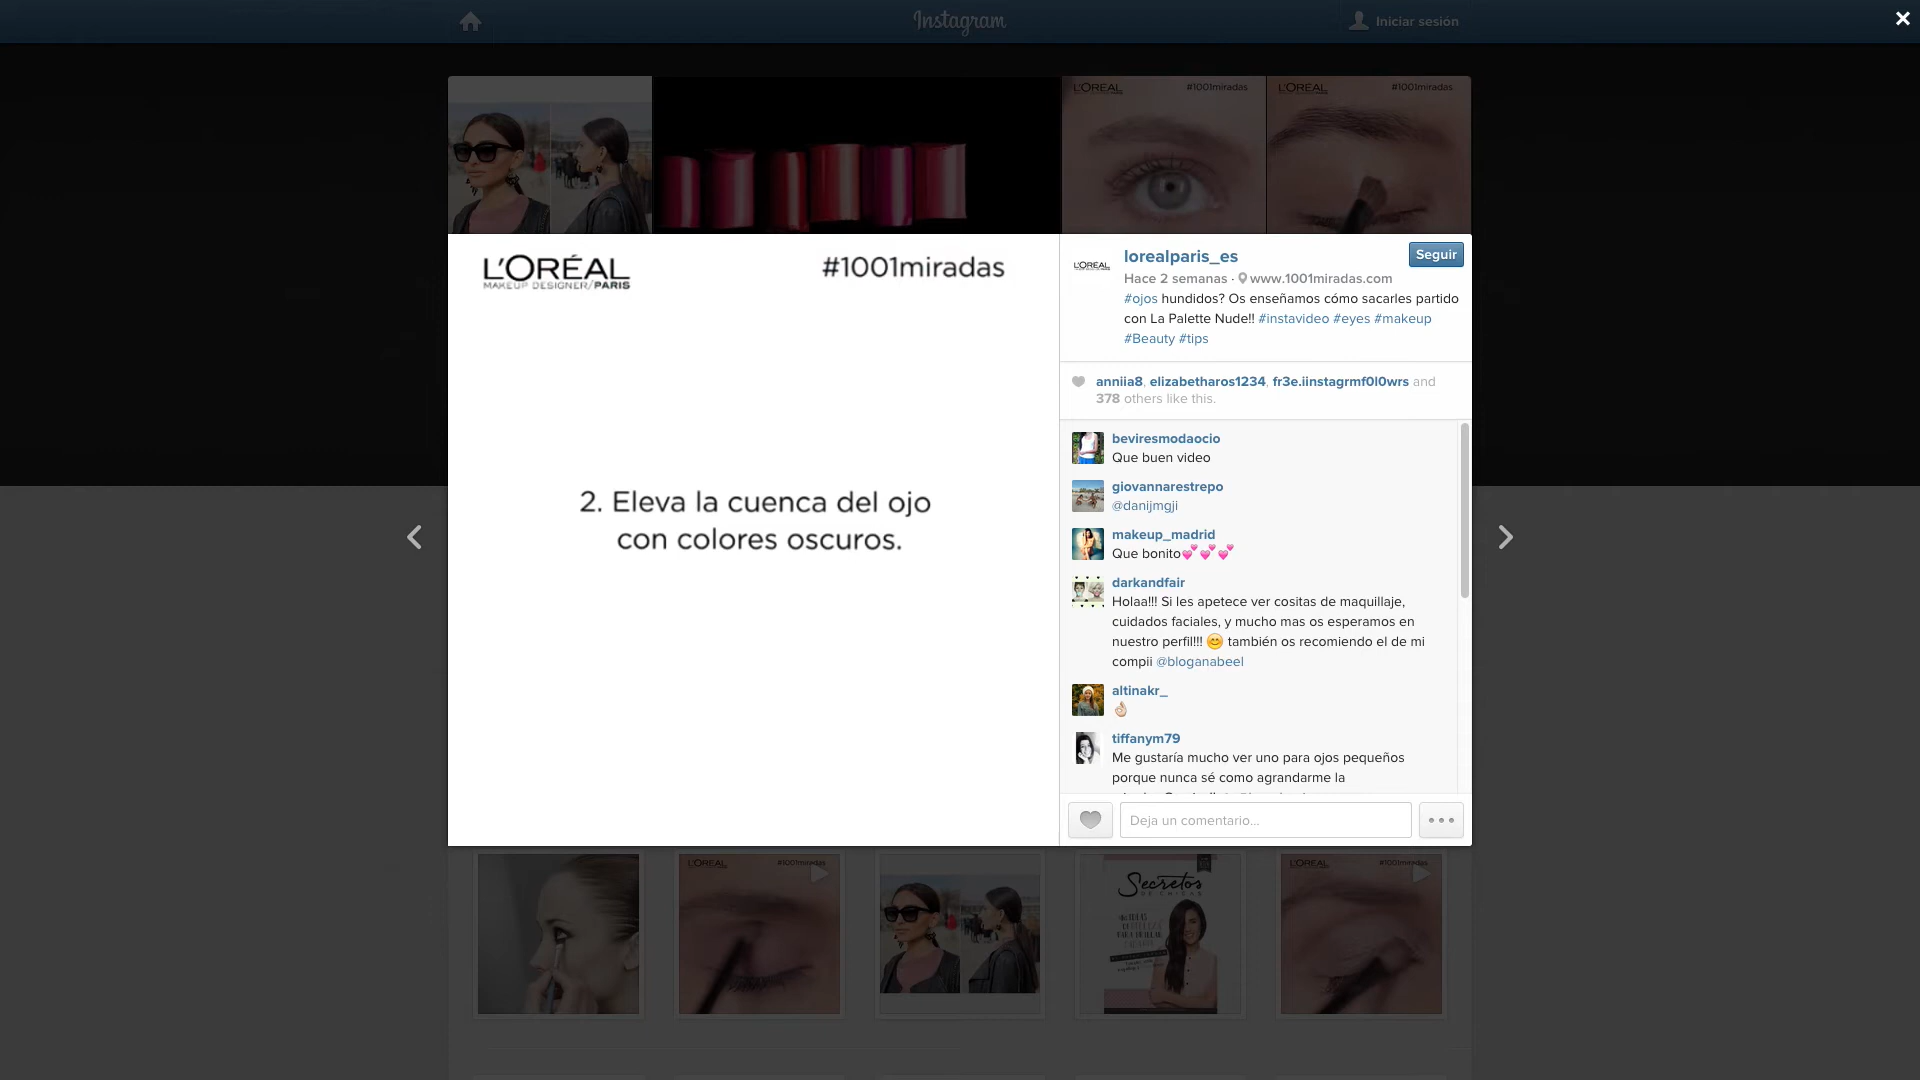 Instagram
Iniciar sesión
L'ORÉAL
#1001miradas
L'ORÉAL
#1001miradas
L'ORÉAL
MAKEUP DESIGNER/PARIS
#1001miradas
2. Eleva la cuenca del ojo
con colores oscuros.
lorealparis_es
Seguir
L'ORÉAL
Hace 2 semanas · www.1001miradas.com
#ojos hundidos? Os enseñamos cómo sacarles partido
con La Palette Nude!! #instavideo #eyes #makeup
#Beauty #tips
anniia8, elizabetharos1234, fr3e.iinstagrmf0l0wrs and
378 others like this.
beviresmodaocio
Que buen video
giovannarestrepo
@danijmgji
makeup_madrid
Que bonito💕💕💕
darkandfair
Holaa!!! Si les apetece ver cositas de maquillaje,
cuidados faciales, y mucho mas os esperamos en
nuestro perfil!!! 😊 también os recomiendo el de mi
compii @bloganabeel
altinakr_
👌
tiffanym79
Me gustaría mucho ver uno para ojos pequeños
porque nunca sé como agrandarme la
Deja un comentario...
L'ORÉAL
#1001miradas
Secretos
DE CHICAS
L'ORÉAL
#1001miradas